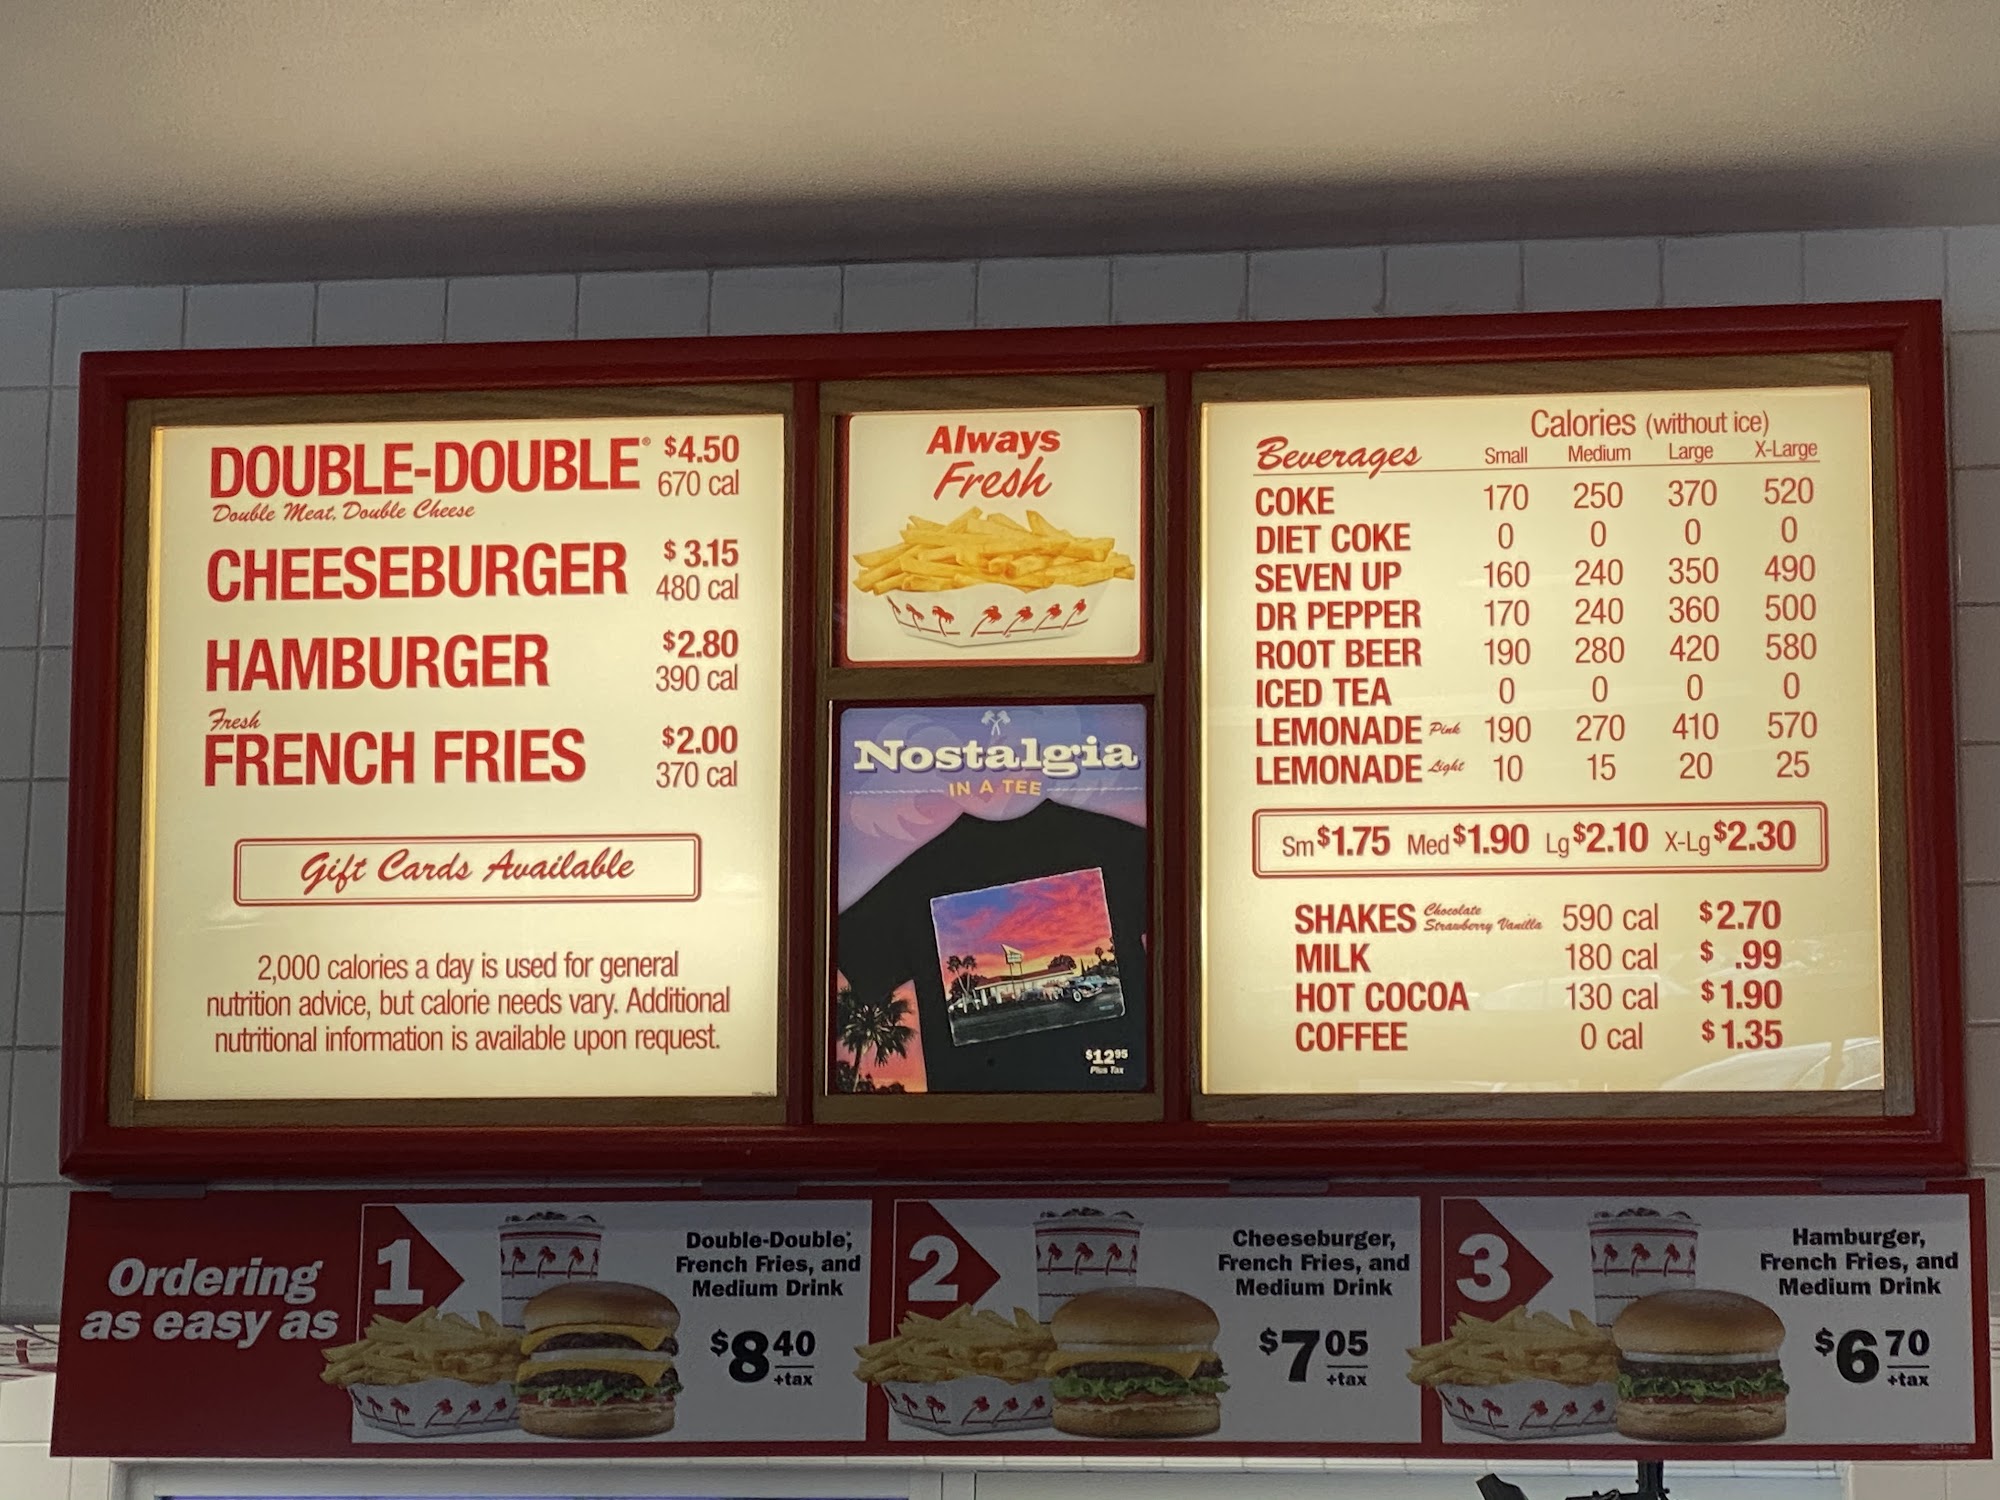 DOUBLE-DOUBLE® $4.50
670 cal
Double Meat, Double Cheese
CHEESEBURGER $3.15
480 cal
HAMBURGER $2.80
390 cal
Fresh
FRENCH FRIES $2.00
370 cal
Gift Cards Available
2,000 calories a day is used for general
nutrition advice, but calorie needs vary. Additional
nutritional information is available upon request.
Always
Fresh
Nostalgia
IN A TEE
$12.95
Plus Tax
Calories (without ice)
Beverages Small Medium Large X-Large
COKE 170 250 370 520
DIET COKE 0 0 0 0
SEVEN UP 160 240 350 490
DR PEPPER 170 240 360 500
ROOT BEER 190 280 420 580
ICED TEA 0 0 0 0
LEMONADE Pink 190 270 410 570
LEMONADE Light 10 15 20 25
Sm $1.75 Med $1.90 Lg $2.10 X-Lg $2.30
SHAKES Chocolate Strawberry Vanilla 590 cal $2.70
MILK 180 cal $ .99
HOT COCOA 130 cal $1.90
COFFEE 0 cal $1.35
Ordering
as easy as
1
Double-Double,®
French Fries, and
Medium Drink
$8.40
+tax
2
Cheeseburger,
French Fries, and
Medium Drink
$7.05
+tax
3
Hamburger,
French Fries, and
Medium Drink
$6.70
+tax